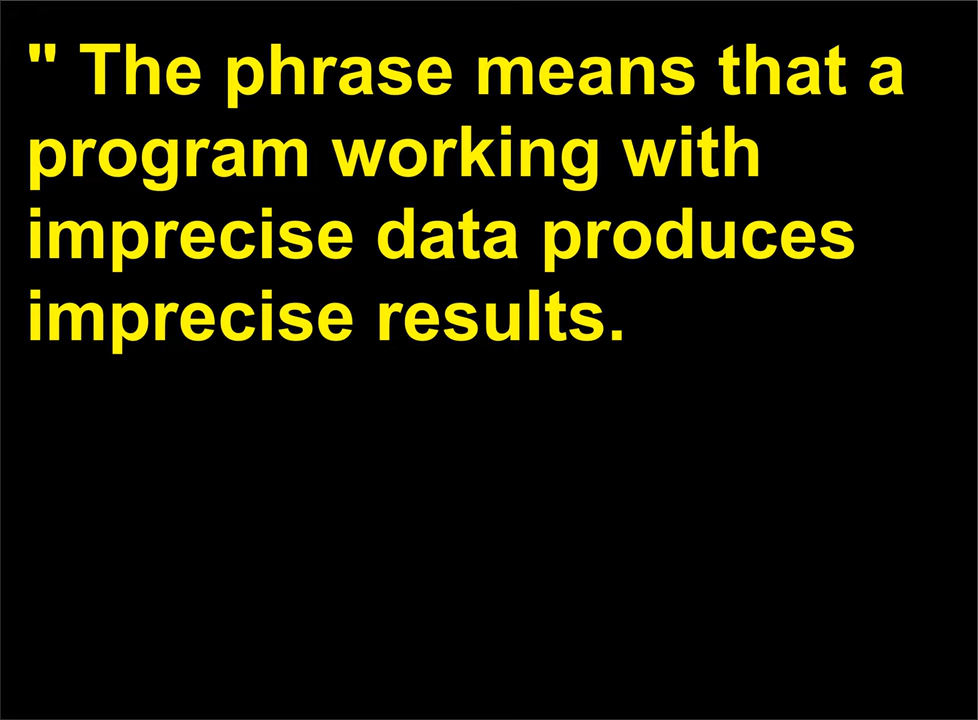 " The phrase means that a
program working with
imprecise data produces
imprecise results.